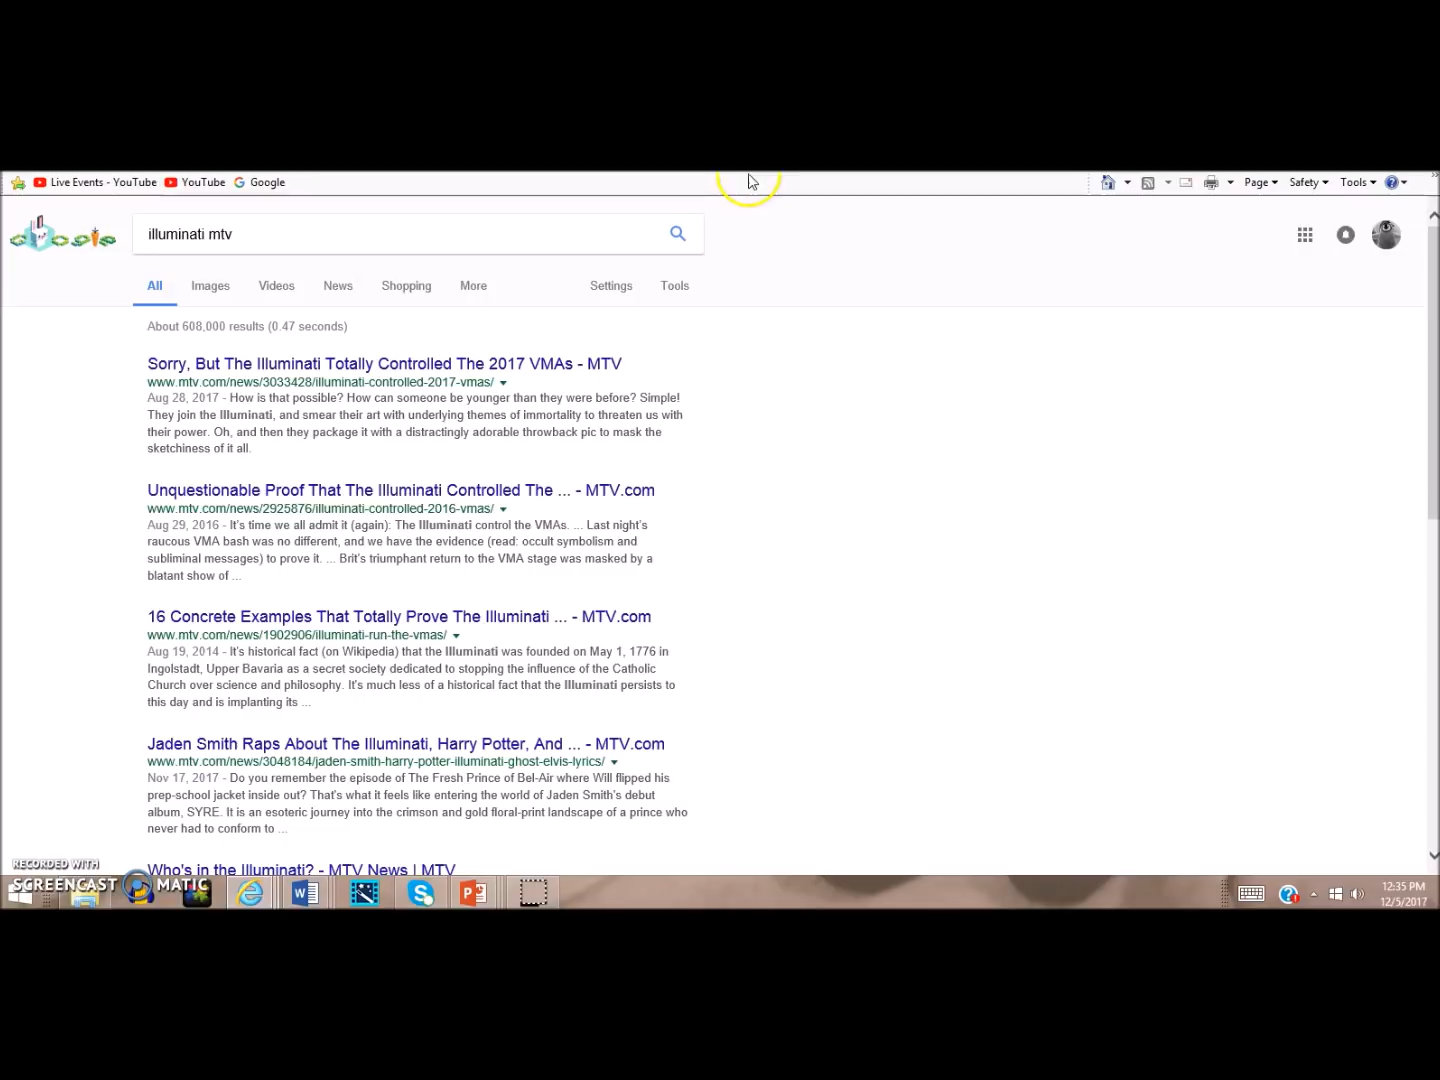 Live Events - YouTube YouTube Google
Page Safety Tools
illuminati mtv
All Images Videos News Shopping More Settings Tools
About 608,000 results (0.47 seconds)
Sorry, But The Illuminati Totally Controlled The 2017 VMAs - MTV
www.mtv.com/news/3033428/illuminati-controlled-2017-vmas/
Aug 28, 2017 - How is that possible? How can someone be younger than they were before? Simple!
They join the Illuminati, and smear their art with underlying themes of immortality to threaten us with
their power. Oh, and then they package it with a distractingly adorable throwback pic to mask the
sketchiness of it all.
Unquestionable Proof That The Illuminati Controlled The ... - MTV.com
www.mtv.com/news/2925876/illuminati-controlled-2016-vmas/
Aug 29, 2016 - It's time we all admit it (again): The Illuminati control the VMAs. ... Last night's
raucous VMA bash was no different, and we have the evidence (read: occult symbolism and
subliminal messages) to prove it. ... Brit's triumphant return to the VMA stage was masked by a
blatant show of ...
16 Concrete Examples That Totally Prove The Illuminati ... - MTV.com
www.mtv.com/news/1902906/illuminati-run-the-vmas/
Aug 19, 2014 - It's historical fact (on Wikipedia) that the Illuminati was founded on May 1, 1776 in
Ingolstadt, Upper Bavaria as a secret society dedicated to stopping the influence of the Catholic
Church over science and philosophy. It's much less of a historical fact that the Illuminati persists to
this day and is implanting its ...
Jaden Smith Raps About The Illuminati, Harry Potter, And ... - MTV.com
www.mtv.com/news/3048184/jaden-smith-harry-potter-illuminati-ghost-elvis-lyrics/
Nov 17, 2017 - Do you remember the episode of The Fresh Prince of Bel-Air where Will flipped his
prep-school jacket inside out? That's what it feels like entering the world of Jaden Smith's debut
album, SYRE. It is an esoteric journey into the crimson and gold floral-print landscape of a prince who
never had to conform to ...
Who's in the Illuminati? - MTV News | MTV
RECORDED WITH
SCREENCAST MATIC
12:35 PM
12/5/2017